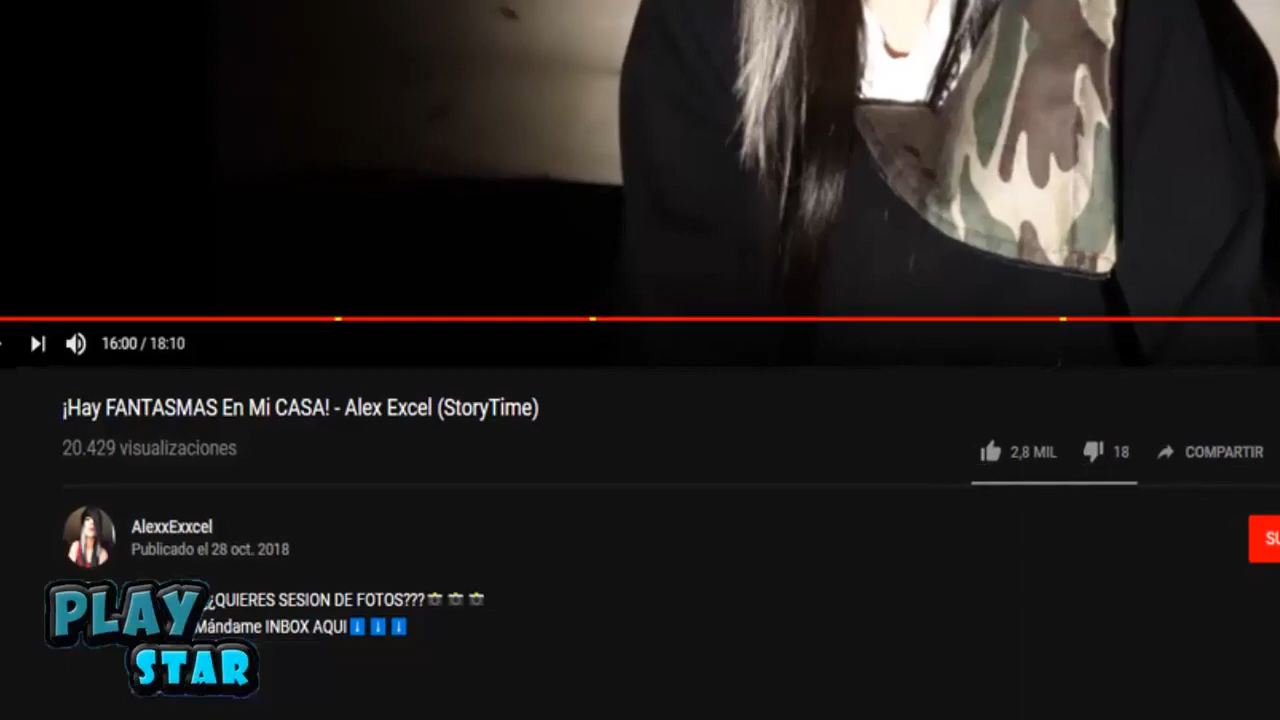 16:00 / 18:10
¡Hay FANTASMAS En Mi CASA! - Alex Excel (StoryTime)
20.429 visualizaciones
2,8 MIL
18
COMPARTIR
AlexxExxcel
Publicado el 28 oct. 2018
SU
¿QUIERES SESION DE FOTOS???
Mándame INBOX AQUI
PLAY
STAR